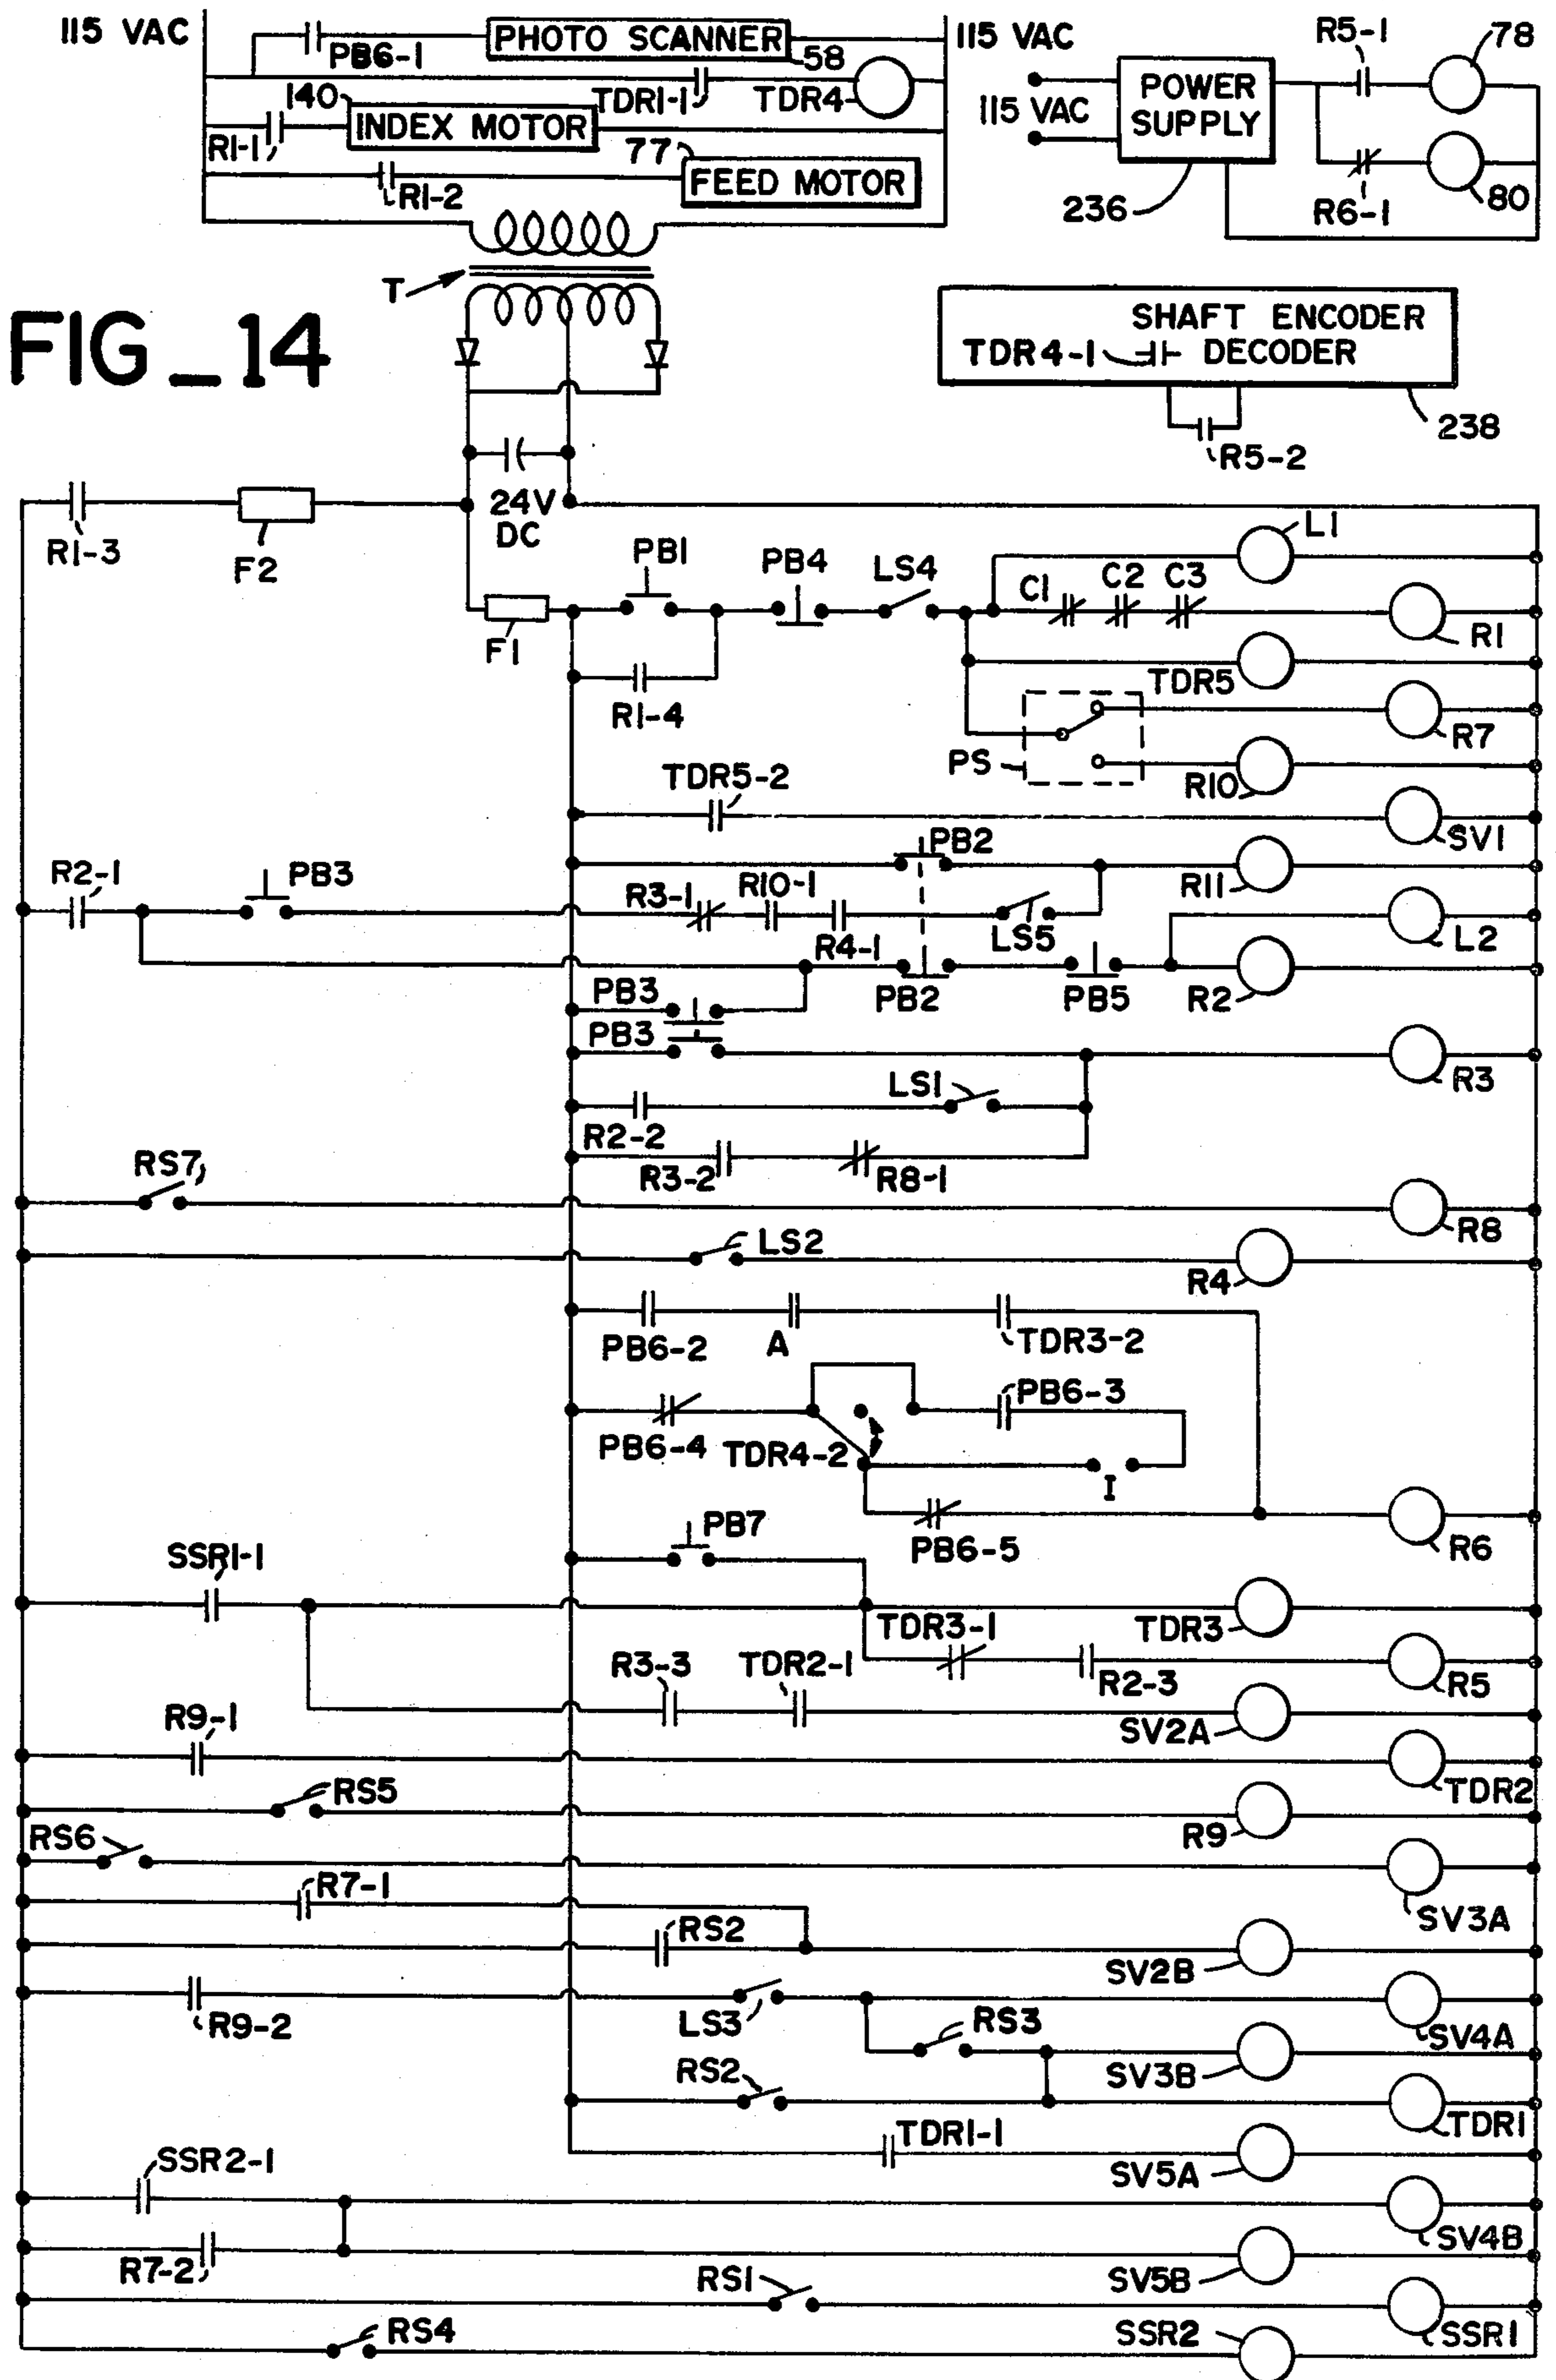 115 VAC
PB6-1
PHOTO SCANNER
58
115 VAC
R5-1
78
140
TDR1-1
TDR4
115 VAC
POWER
SUPPLY
R1-1
INDEX MOTOR
77
R1-2
FEED MOTOR
236
R6-1
80
T
FIG_14
SHAFT ENCODER
TDR4-1
DECODER
238
R5-2
24V
DC
R1-3
F2
L1
PB1
PB4
LS4
C1
C2
C3
F1
R1
R1-4
TDR5
R7
PS
R10
TDR5-2
SV1
PB2
R2-1
PB3
R3-1
R10-1
R11
R4-1
LS5
L2
PB3
PB2
PB5
R2
PB3
R3
LS1
R2-2
RS7
R3-2
R8-1
R8
LS2
R4
PB6-2
A
TDR3-2
PB6-3
PB6-4
TDR4-2
I
PB7
PB6-5
R6
SSR1-1
TDR3-1
TDR3
R3-3
TDR2-1
R2-3
R5
R9-1
SV2A
RS5
TDR2
RS6
R9
R7-1
SV3A
RS2
SV2B
R9-2
LS3
RS3
SV4A
RS2
SV3B
TDR1-1
TDR1
SSR2-1
SV5A
SV4B
R7-2
RS1
SV5B
RS4
SSR2
SSR1